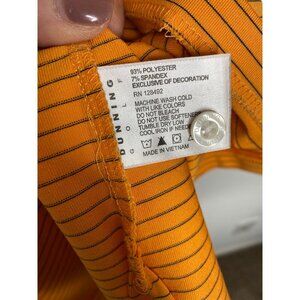 DUNNING
GOLF
93% POLYESTER
7% SPANDEX
EXCLUSIVE OF DECORATION
RN 128492
MACHINE WASH COLD
WITH LIKE COLORS
DO NOT BLEACH
DO NOT USE SOFTENER
TUMBLE DRY LOW
COOL IRON IF NEEDED
MADE IN VIETNAM